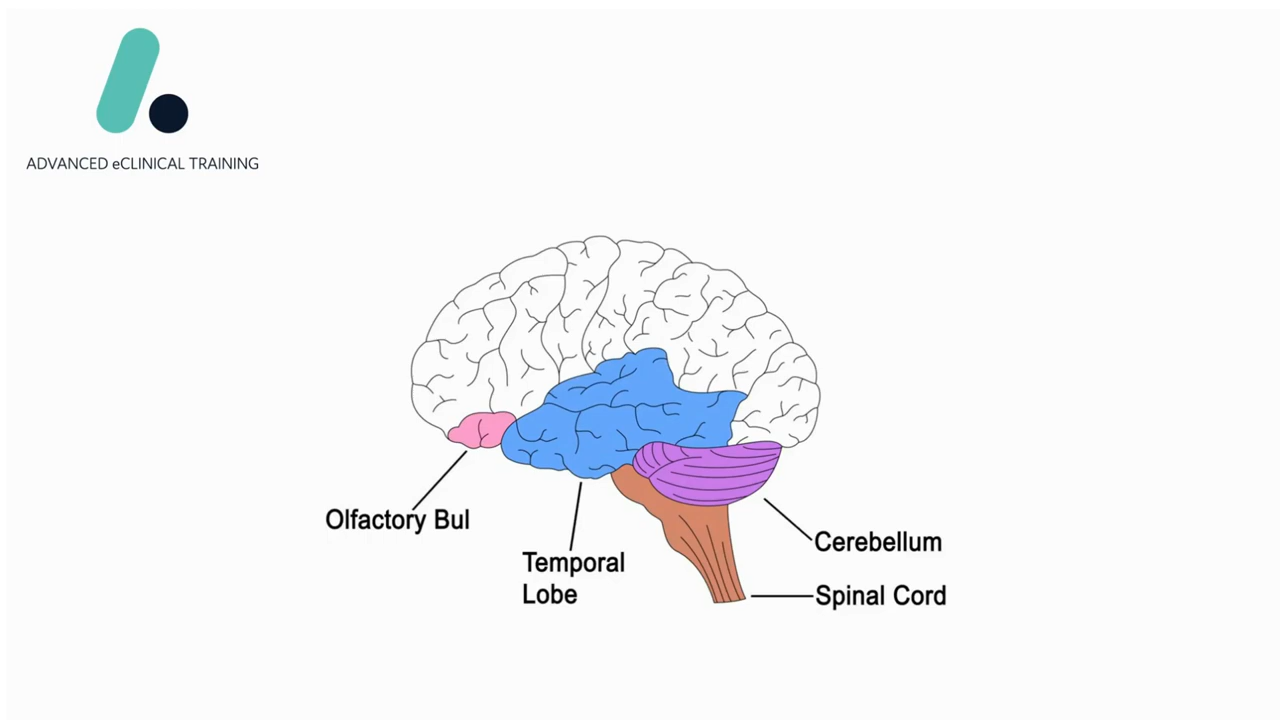 ADVANCED eCLINICAL TRAINING
Olfactory Bul
Temporal
Lobe
Cerebellum
Spinal Cord